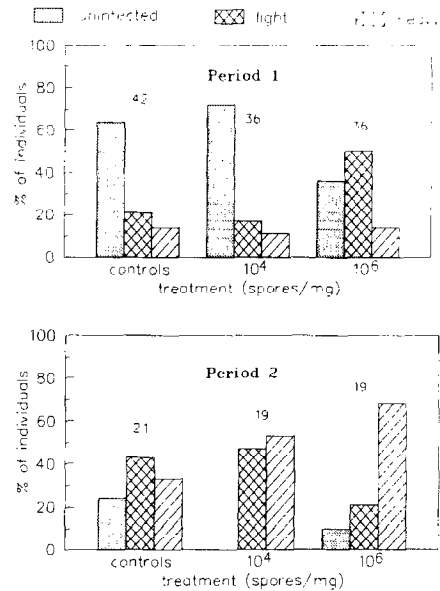 uninfected light
100
80
60
40
20
0
% of individuals
Period 1
42
36
36
controls 10⁴ 10⁶
treatment (spores/mg)
100
80
60
40
20
0
% of individuals
Period 2
21
19
19
controls 10⁴ 10⁶
treatment (spores/mg)